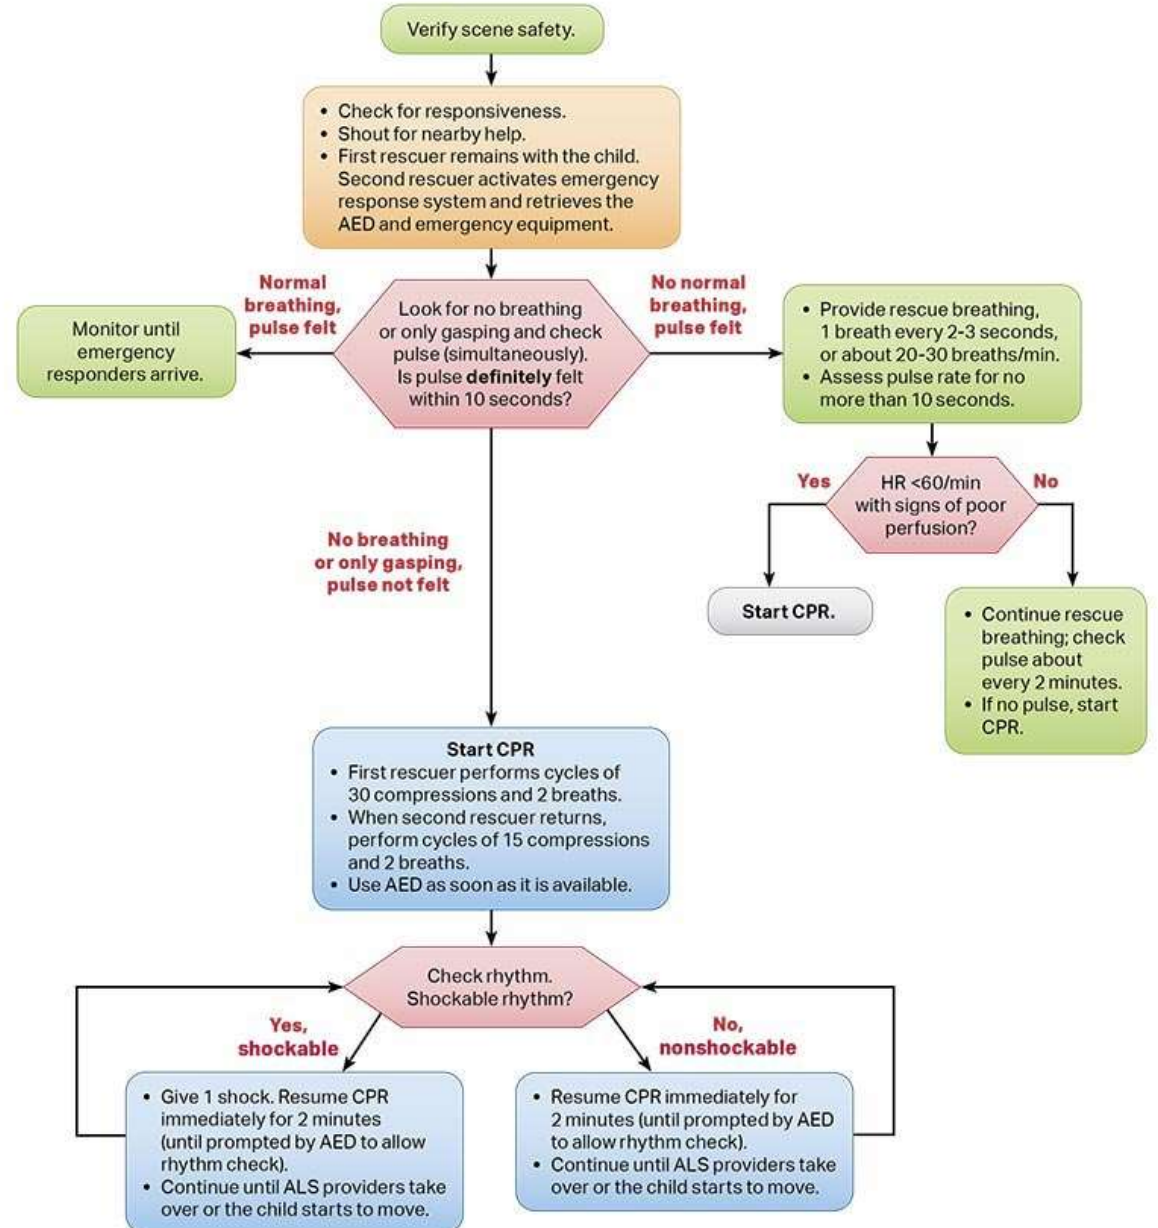 Verify scene safety.
• Check for responsiveness.
• Shout for nearby help.
• First rescuer remains with the child.
Second rescuer activates emergency
response system and retrieves the
AED and emergency equipment.
Normal
breathing,
pulse felt
No normal
breathing,
pulse felt
Monitor until
emergency
responders arrive.
Look for no breathing
or only gasping and check
pulse (simultaneously).
Is pulse definitely felt
within 10 seconds?
• Provide rescue breathing,
1 breath every 2-3 seconds,
or about 20-30 breaths/min.
• Assess pulse rate for no
more than 10 seconds.
Yes
HR <60/min
with signs of poor
perfusion?
No
No breathing
or only gasping,
pulse not felt
Start CPR.
• Continue rescue
breathing; check
pulse about
every 2 minutes.
• If no pulse, start
CPR.
Start CPR
• First rescuer performs cycles of
30 compressions and 2 breaths.
• When second rescuer returns,
perform cycles of 15 compressions
and 2 breaths.
• Use AED as soon as it is available.
Check rhythm.
Shockable rhythm?
Yes,
shockable
No,
nonshockable
• Give 1 shock. Resume CPR
immediately for 2 minutes
(until prompted by AED to allow
rhythm check).
• Continue until ALS providers take
over or the child starts to move.
• Resume CPR immediately for
2 minutes (until prompted by AED
to allow rhythm check).
• Continue until ALS providers take
over or the child starts to move.